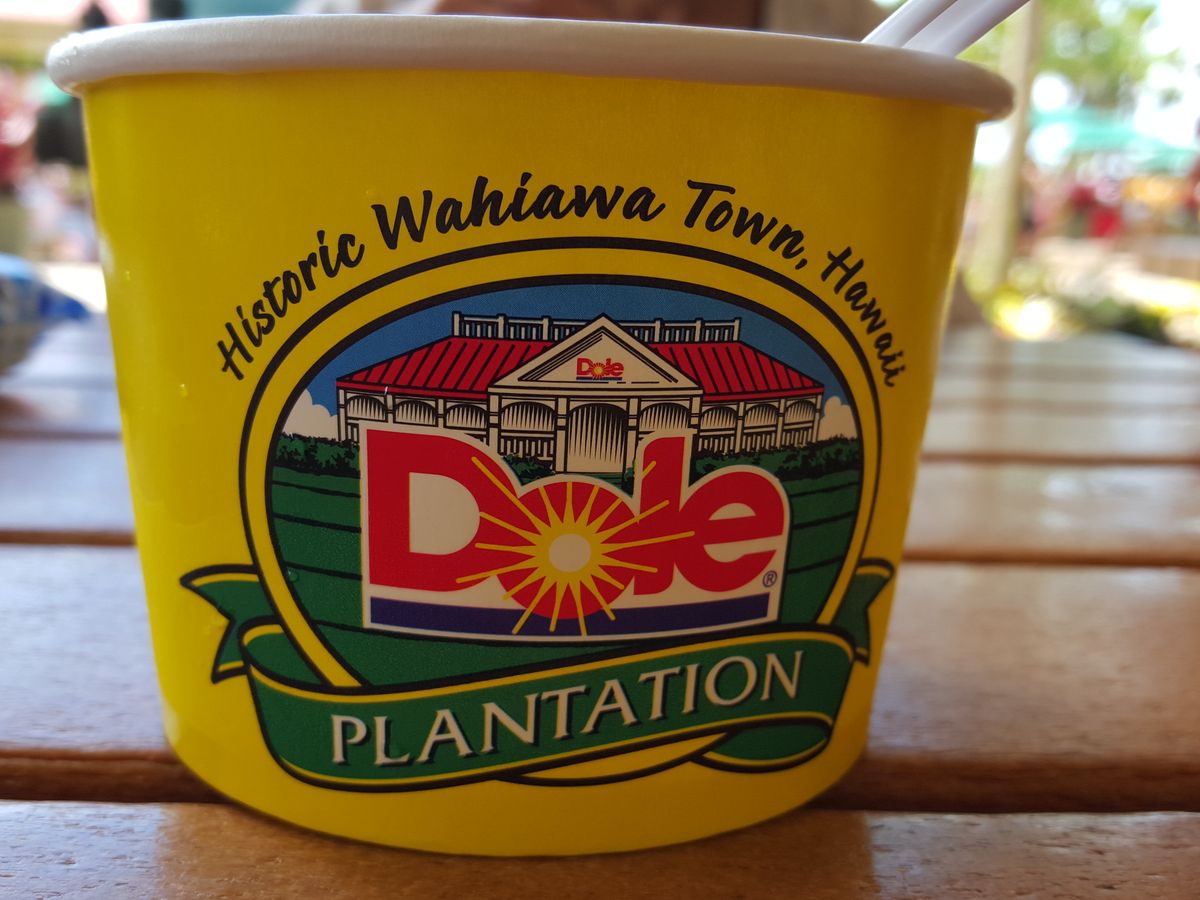 Historic Wahiawa Town, Hawaii
Dole
Dole
®
PLANTATION